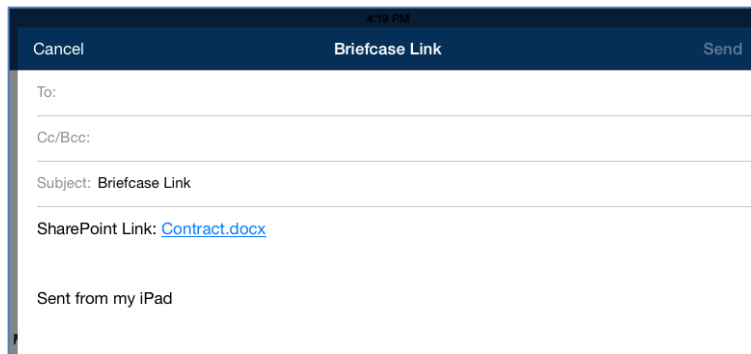 4:19 PM
Cancel Briefcase Link Send
To:
Cc/Bcc:
Subject: Briefcase Link
SharePoint Link: Contract.docx
Sent from my iPad